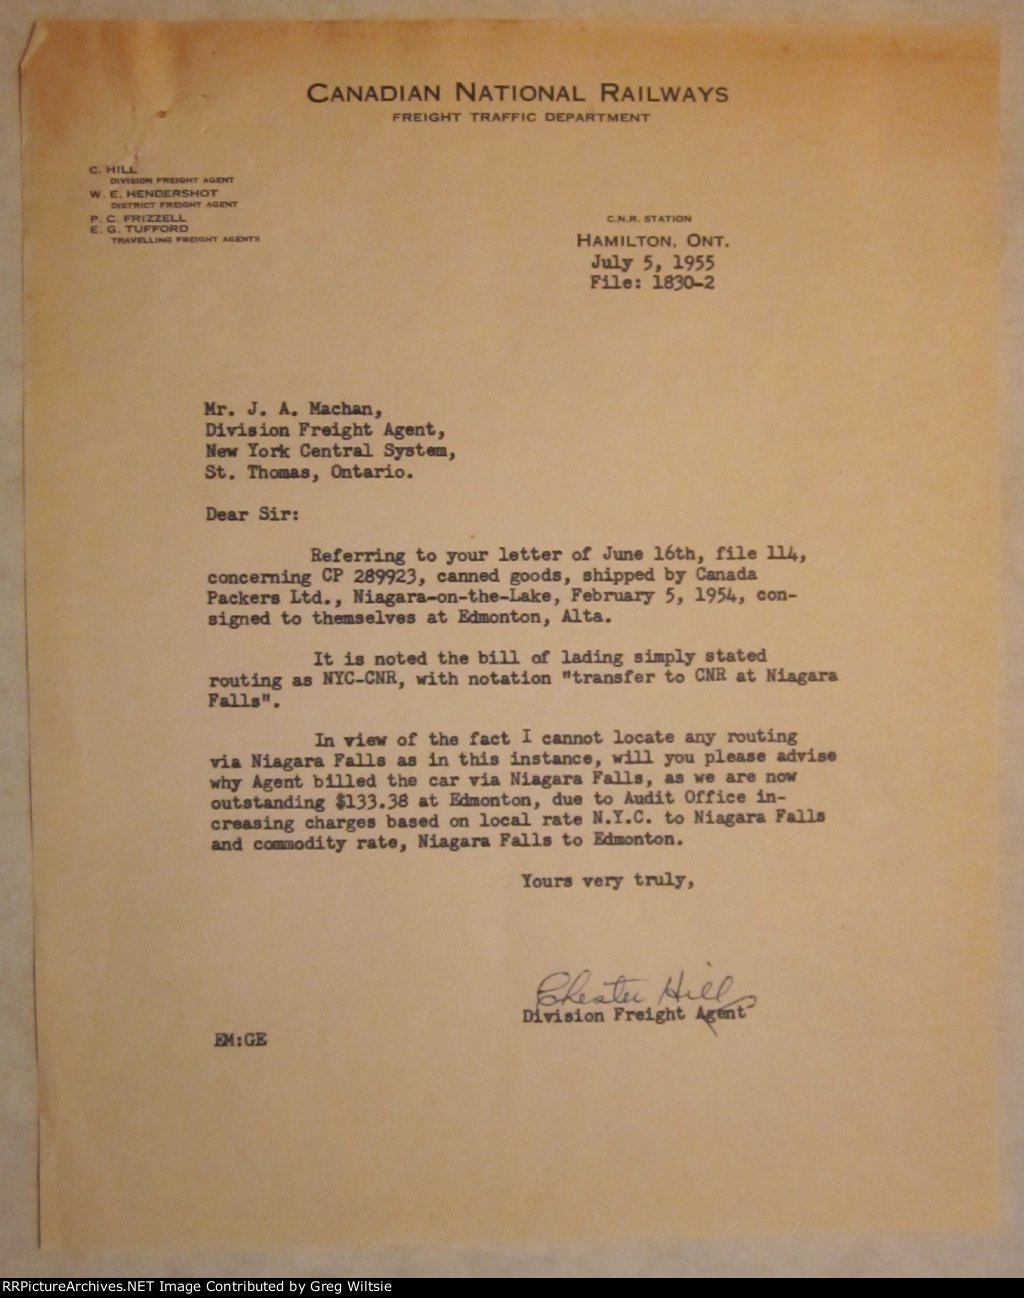 CANADIAN NATIONAL RAILWAYS
FREIGHT TRAFFIC DEPARTMENT
C. HILL
DIVISION FREIGHT AGENT
W. E. HENDERSHOT
DISTRICT FREIGHT AGENT
P. C. FRIZZELL
E. G. TUFFORD
TRAVELLING FREIGHT AGENTS
C.N.R. STATION
HAMILTON, ONT.
July 5, 1955
File: 1830-2
Mr. J. A. Machan,
Division Freight Agent,
New York Central System,
St. Thomas, Ontario.
Dear Sir:
Referring to your letter of June 16th, file 114,
concerning CP 289923, canned goods, shipped by Canada
Packers Ltd., Niagara-on-the-Lake, February 5, 1954, con-
signed to themselves at Edmonton, Alta.
It is noted the bill of lading simply stated
routing as NYC-CNR, with notation "transfer to CNR at Niagara
Falls".
In view of the fact I cannot locate any routing
via Niagara Falls as in this instance, will you please advise
why Agent billed the car via Niagara Falls, as we are now
outstanding $133.38 at Edmonton, due to Audit Office in-
creasing charges based on local rate N.Y.C. to Niagara Falls
and commodity rate, Niagara Falls to Edmonton.
Yours very truly,
Chester Hill
Division Freight Agent
EM:GE
RRPictureArchives.NET Image Contributed by Greg Wiltsie